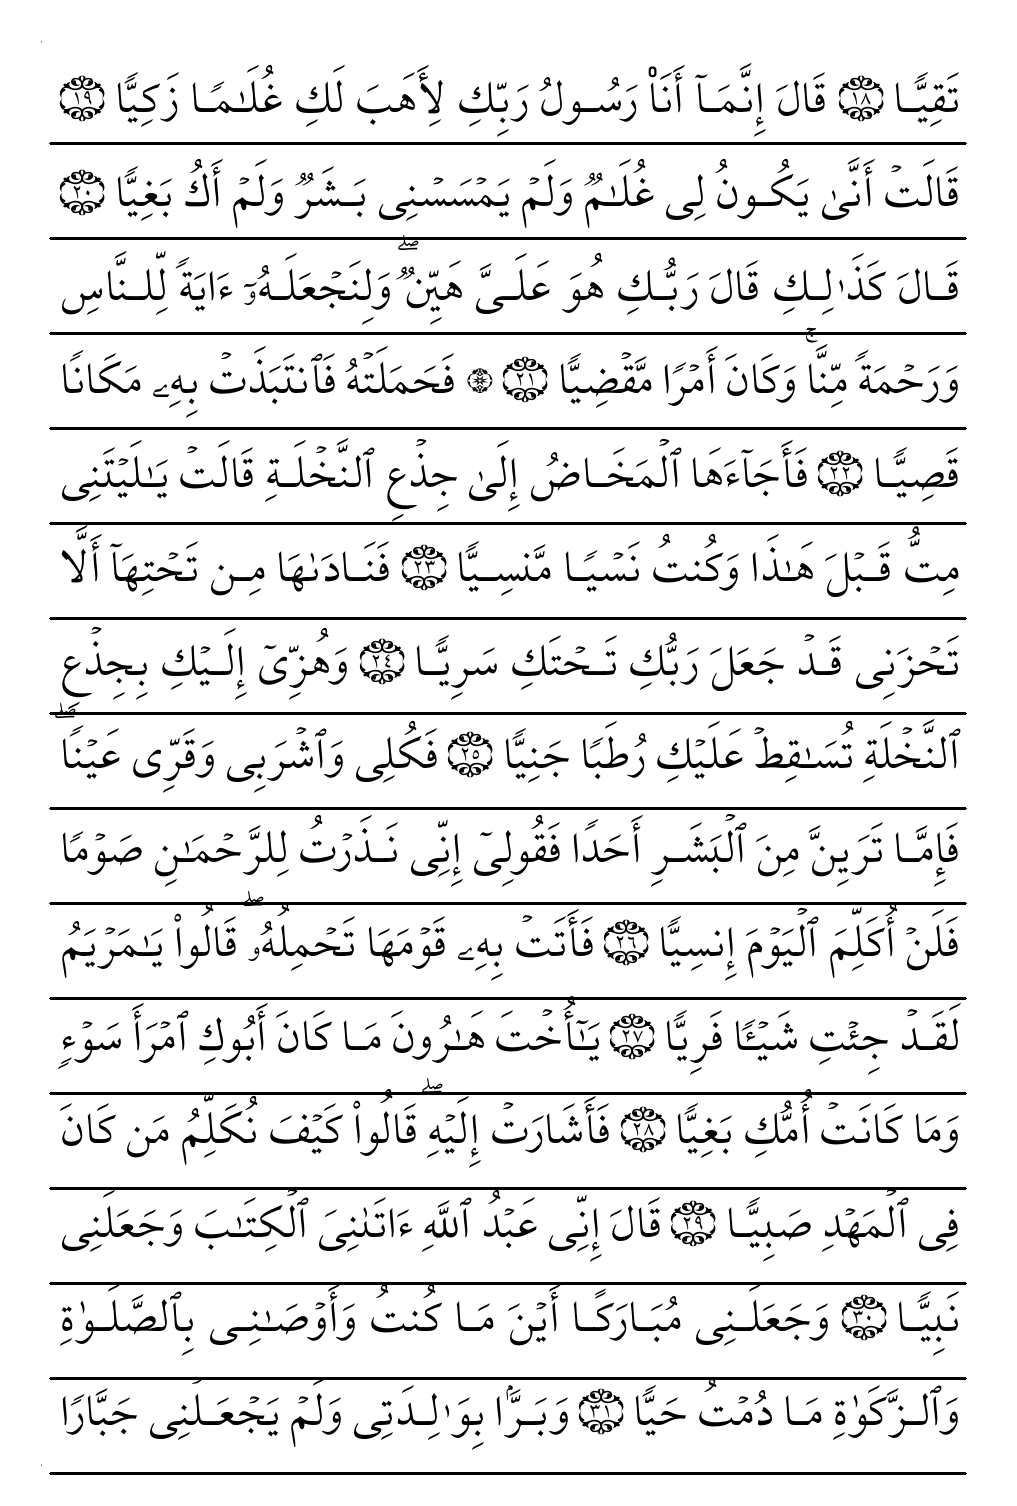 تَقِيًّا ١٨ قَالَ إِنَّمَآ أَنَا۠ رَسُولُ رَبِّكِ لِأَهَبَ لَكِ غُلَٰمًا زَكِيًّا ١٩
قَالَتْ أَنَّىٰ يَكُونُ لِى غُلَٰمٌ وَلَمْ يَمْسَسْنِى بَشَرٌ وَلَمْ أَكُ بَغِيًّا ٢٠
قَالَ كَذَٰلِكِ قَالَ رَبُّكِ هُوَ عَلَىَّ هَيِّنٌ ۖ وَلِنَجْعَلَهُۥٓ ءَايَةً لِّلنَّاسِ
وَرَحْمَةً مِّنَّا ۚ وَكَانَ أَمْرًا مَّقْضِيًّا ٢١ ۞ فَحَمَلَتْهُ فَٱنتَبَذَتْ بِهِۦ مَكَانًا
قَصِيًّا ٢٢ فَأَجَآءَهَا ٱلْمَخَاضُ إِلَىٰ جِذْعِ ٱلنَّخْلَةِ قَالَتْ يَٰلَيْتَنِى
مِتُّ قَبْلَ هَٰذَا وَكُنتُ نَسْيًا مَّنسِيًّا ٢٣ فَنَادَىٰهَا مِن تَحْتِهَآ أَلَّا
تَحْزَنِى قَدْ جَعَلَ رَبُّكِ تَحْتَكِ سَرِيًّا ٢٤ وَهُزِّىٓ إِلَيْكِ بِجِذْعِ
ٱلنَّخْلَةِ تُسَٰقِطْ عَلَيْكِ رُطَبًا جَنِيًّا ٢٥ فَكُلِى وَٱشْرَبِى وَقَرِّى عَيْنًا ۖ
فَإِمَّا تَرَيِنَّ مِنَ ٱلْبَشَرِ أَحَدًا فَقُولِىٓ إِنِّى نَذَرْتُ لِلرَّحْمَٰنِ صَوْمًا
فَلَنْ أُكَلِّمَ ٱلْيَوْمَ إِنسِيًّا ٢٦ فَأَتَتْ بِهِۦ قَوْمَهَا تَحْمِلُهُۥ ۖ قَالُوا۟ يَٰمَرْيَمُ
لَقَدْ جِئْتِ شَيْـًٔا فَرِيًّا ٢٧ يَٰٓأُخْتَ هَٰرُونَ مَا كَانَ أَبُوكِ ٱمْرَأَ سَوْءٍ
وَمَا كَانَتْ أُمُّكِ بَغِيًّا ٢٨ فَأَشَارَتْ إِلَيْهِ ۖ قَالُوا۟ كَيْفَ نُكَلِّمُ مَن كَانَ
فِى ٱلْمَهْدِ صَبِيًّا ٢٩ قَالَ إِنِّى عَبْدُ ٱللَّهِ ءَاتَىٰنِىَ ٱلْكِتَٰبَ وَجَعَلَنِى
نَبِيًّا ٣٠ وَجَعَلَنِى مُبَارَكًا أَيْنَ مَا كُنتُ وَأَوْصَٰنِى بِٱلصَّلَوٰةِ
وَٱلزَّكَوٰةِ مَا دُمْتُ حَيًّا ٣١ وَبَرًّۢا بِوَٰلِدَتِى وَلَمْ يَجْعَلْنِى جَبَّارًا